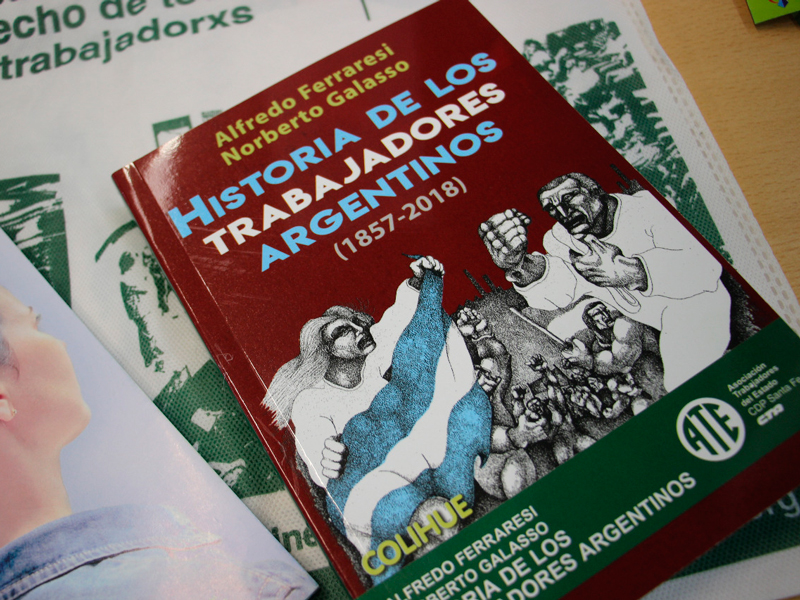 echo de
trabajadorxs
Alfredo Ferraresi
Norberto Galasso
HISTORIA DE LOS
TRABAJADORES
ARGENTINOS
(1857-2018)
COLIHUE
ATE
Asociación
Trabajadores
del Estado
CDP Santa Fe
cta
ALFREDO FERRARESI
NORBERTO GALASSO
RIA DE LOS
DORES ARGENTINOS